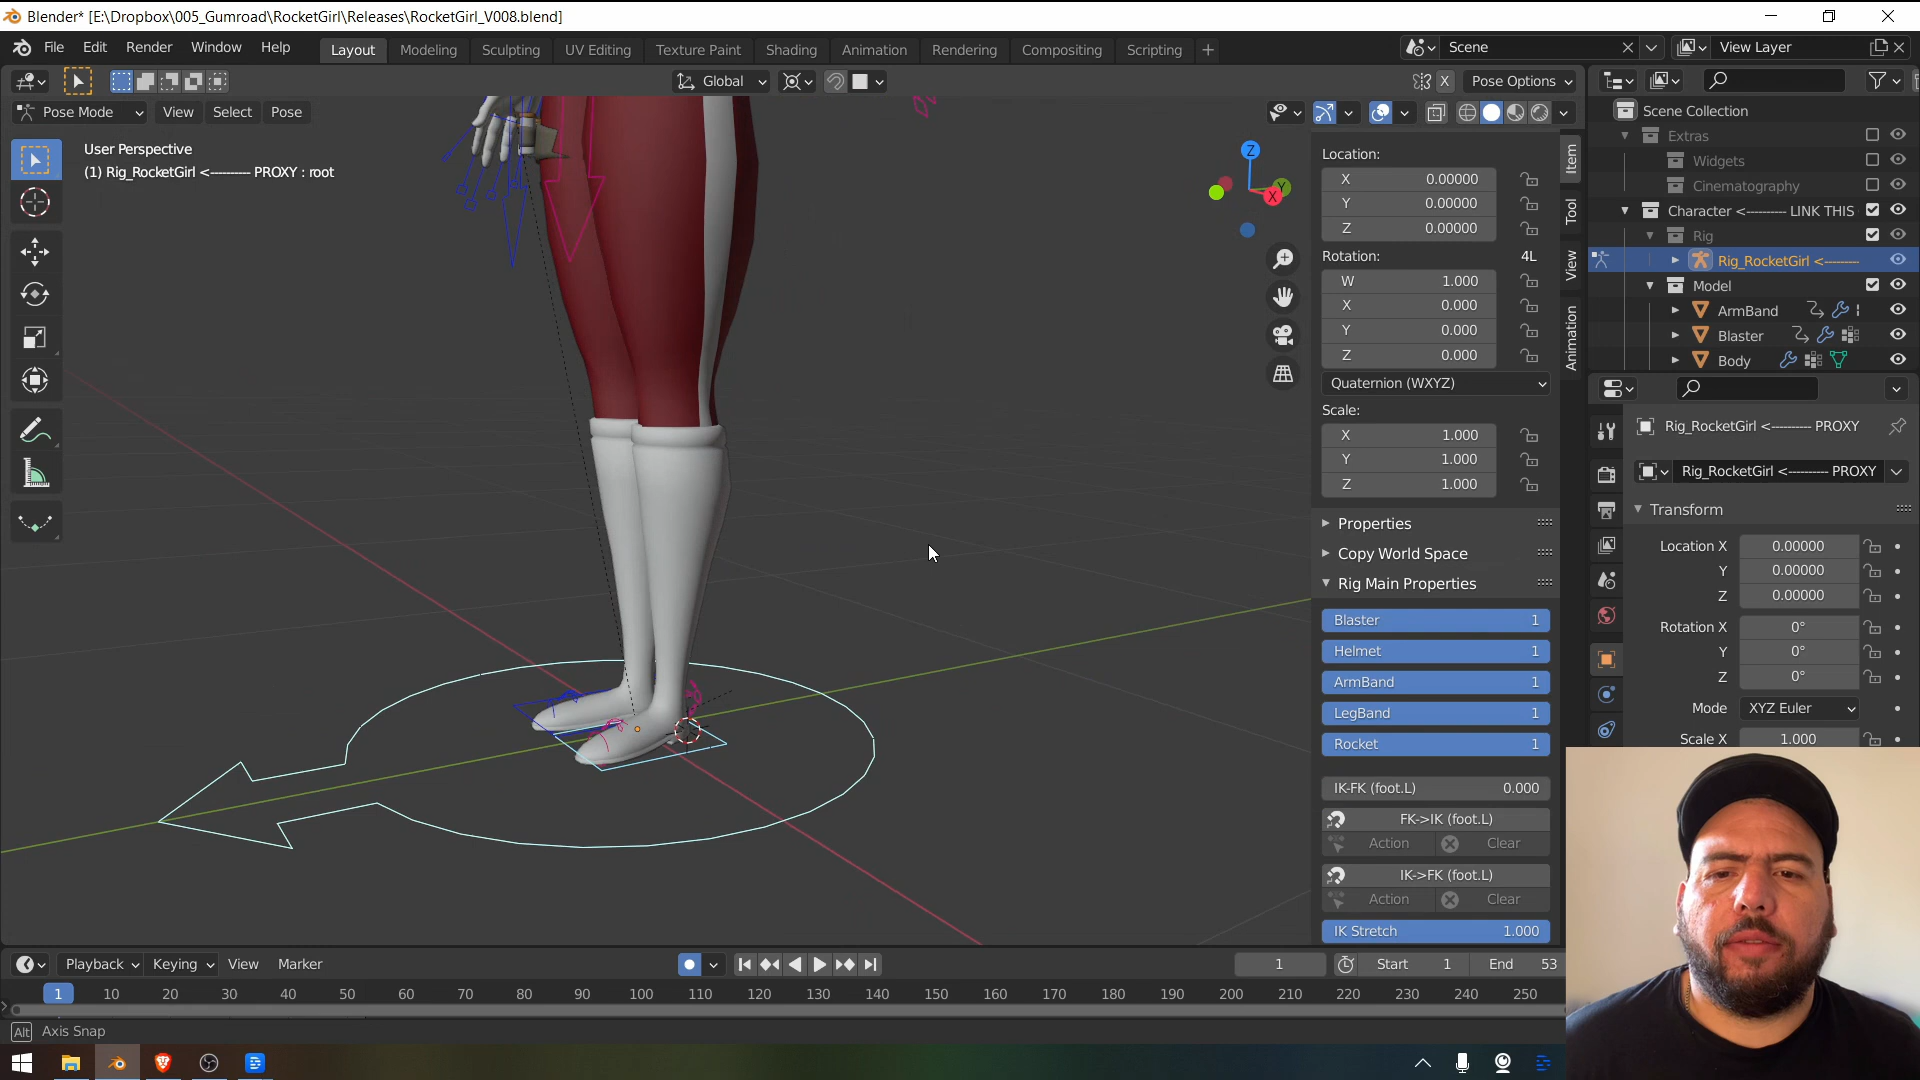 Blender* [E:\Dropbox\005_Gumroad\RocketGirl\Releases\RocketGirl_V008.blend]
File Edit Render Window Help
Layout Modeling Sculpting UV Editing Texture Paint Shading Animation Rendering Compositing Scripting +
Scene
View Layer
Global
X
Pose Options
Pose Mode View Select Pose
User Perspective
(1) Rig_RocketGirl <---------- PROXY : root
Z
Y
X
Location:
X 0.00000
Y 0.00000
Z 0.00000
Rotation: 4L
W 1.000
X 0.000
Y 0.000
Z 0.000
Quaternion (WXYZ)
Scale:
X 1.000
Y 1.000
Z 1.000
Properties
Copy World Space
Rig Main Properties
Blaster 1
Helmet 1
ArmBand 1
LegBand 1
Rocket 1
IK-FK (foot.L) 0.000
FK->IK (foot.L)
Action Clear
IK->FK (foot.L)
Action Clear
IK Stretch 1.000
Item
Tool
View
Animation
Scene Collection
Extras
Widgets
Cinematography
Character <---------- LINK THIS
Rig
Rig_RocketGirl <---------
Model
ArmBand
Blaster
Body
Rig_RocketGirl <---------- PROXY
Rig_RocketGirl <---------- PROXY
Transform
Location X 0.00000
Y 0.00000
Z 0.00000
Rotation X 0°
Y 0°
Z 0°
Mode XYZ Euler
Scale X 1.000
Playback Keying View Marker
1
Start 1
End 53
1 10 20 30 40 50 60 70 80 90 100 110 120 130 140 150 160 170 180 190 200 210 220 230 240 250
Alt Axis Snap